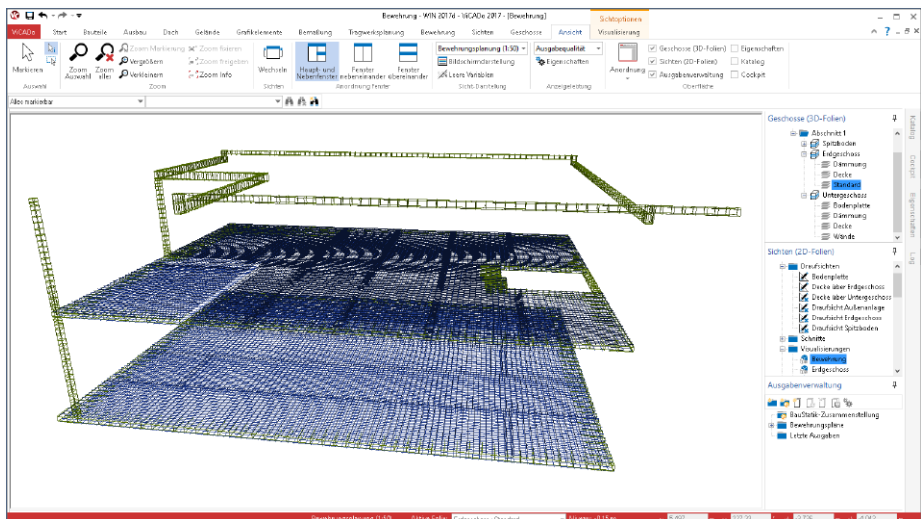 Bewehrung - WIN 2017d - ViCADo 2017 - [Bewehrung]
Sichtoptionen
ViCADo Start Bauteile Ausbau Dach Gelände Grafikelemente Bemaßung Tragwerksplanung Bewehrung Sichten Geschosse Ansicht Visualisierung
Markieren
Zoom Auswahl
Zoom alles
Zoom Markierung
Vergrößern
Verkleinern
Zoom fixieren
Zoom freigeben
Zoom Info
Wechseln
Haupt- und Nebenfenster
Fenster nebeneinander
Fenster übereinander
Bewehrungsplanung (1:50)
Bildschirmdarstellung
Leere Variablen
Ausgabequalität
Eigenschaften
Anordnung
Geschosse (3D-Folien)
Sichten (2D-Folien)
Ausgabenverwaltung
Eigenschaften
Katalog
Cockpit
Auswahl Zoom Sichten Anordnung Fenster Sicht-Darstellung Anzeigeleistung Oberfläche
Alles markierbar
Geschosse (3D-Folien)
Abschnitt 1
Spitzboden
Erdgeschoss
Dämmung
Decke
Standard
Untergeschoss
Bodenplatte
Dämmung
Decke
Wände
Sichten (2D-Folien)
Draufsichten
Bodenplatte
Decke über Erdgeschoss
Decke über Untergeschoss
Draufsicht Außenanlage
Draufsicht Erdgeschoss
Draufsicht Spitzboden
Schnitte
Visualisierungen
Bewehrung
Erdgeschoss
Ausgabenverwaltung
BauStatik-Zusammenstellung
Bewehrungspläne
Letzte Ausgaben
Katalog
Cockpit
Eigenschaften
Log
Bewehrungsplanung (1:50)